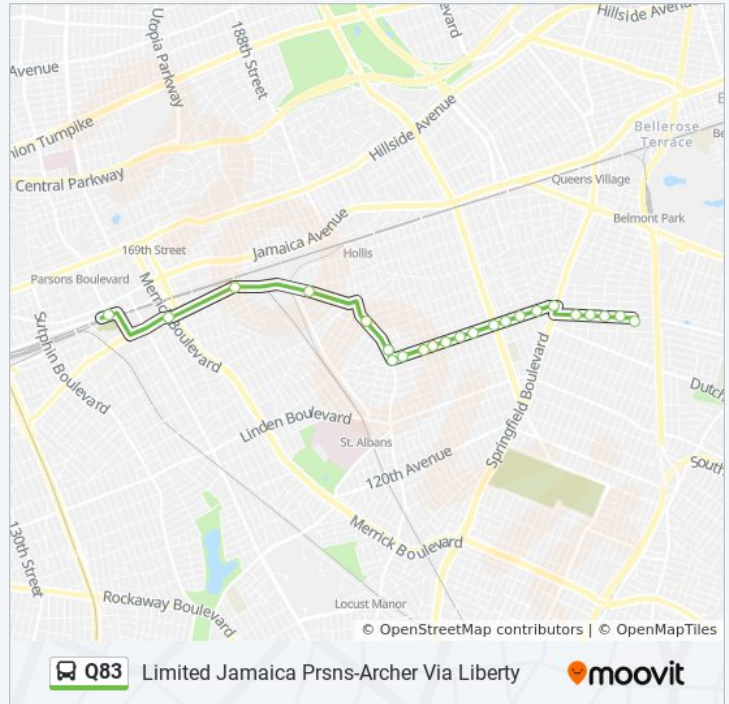 Hillside Avenue
Utopia Parkway
188th Street
Avenue
Boulevard
nion Turnpike
Central Parkway
Hillside Avenue
Bellerose
Terrace
Be
Queens Village
Belmont Park
169th Street
Jamaica Avenue
Hollis
Parsons Boulevard
Merrick Boulevard
Sutphin Boulevard
Linden Boulevard
St. Albans
120th Avenue
Springfield Boulevard
Dutch
South
130th Street
Merrick Boulevard
Rockaway Boulevard
Locust Manor
© OpenStreetMap contributors | © OpenMapTiles
Q83 Limited Jamaica Prsns-Archer Via Liberty moovit